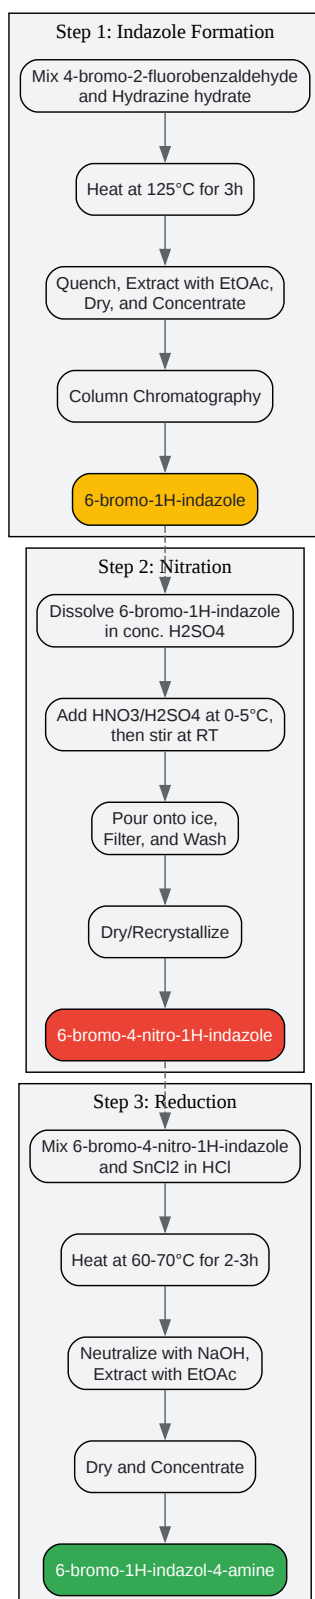 Step 1: Indazole Formation
Mix 4-bromo-2-fluorobenzaldehyde
and Hydrazine hydrate
Heat at 125°C for 3h
Quench, Extract with EtOAc,
Dry, and Concentrate
Column Chromatography
6-bromo-1H-indazole
Step 2: Nitration
Dissolve 6-bromo-1H-indazole
in conc. H2SO4
Add HNO3/H2SO4 at 0-5°C,
then stir at RT
Pour onto ice,
Filter, and Wash
Dry/Recrystallize
6-bromo-4-nitro-1H-indazole
Step 3: Reduction
Mix 6-bromo-4-nitro-1H-indazole
and SnCl2 in HCl
Heat at 60-70°C for 2-3h
Neutralize with NaOH,
Extract with EtOAc
Dry and Concentrate
6-bromo-1H-indazol-4-amine